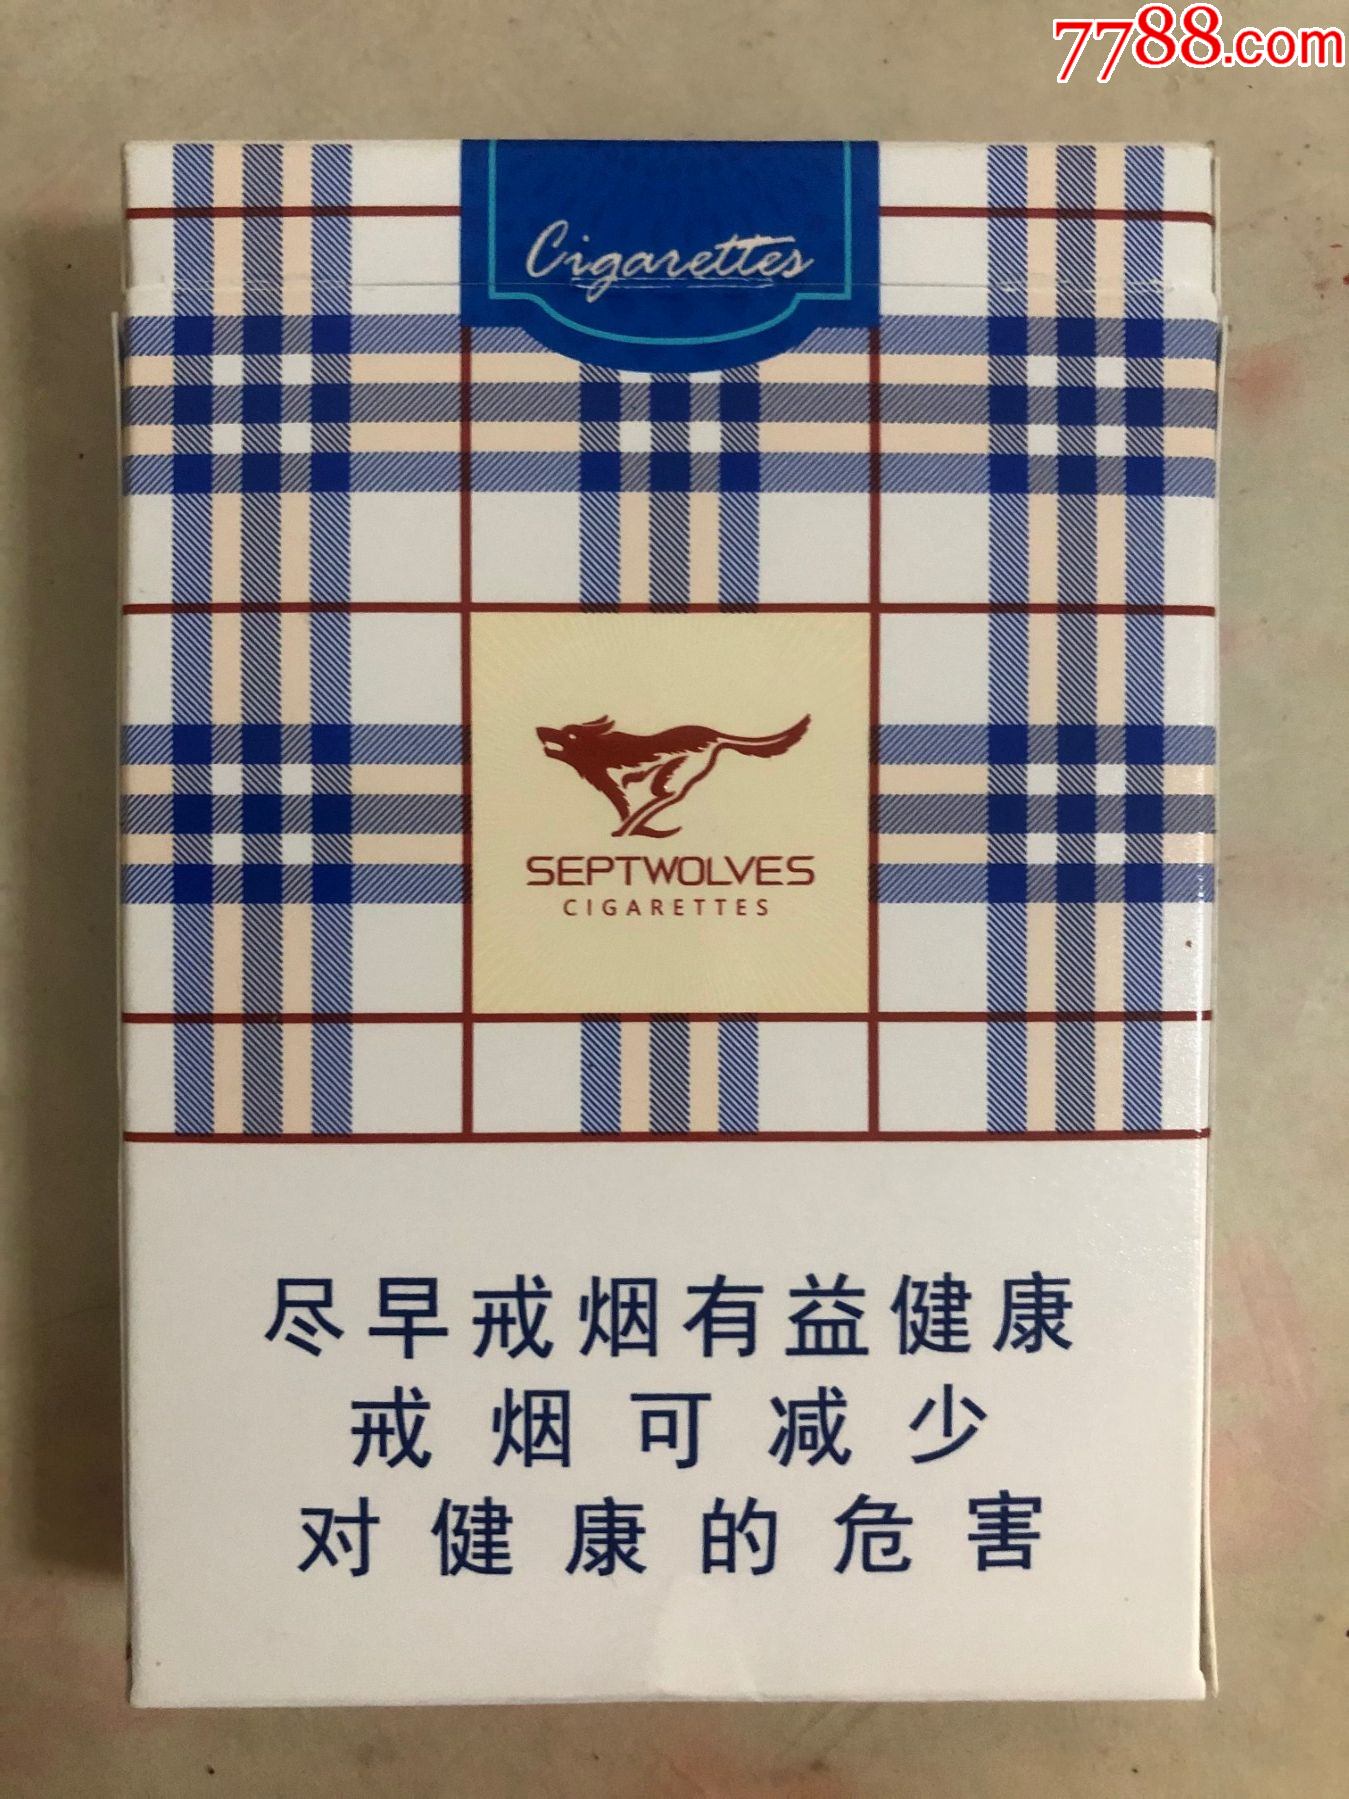 7788.com
Cigarettes
SEPTWOLVES
CIGARETTES
尽早戒烟有益健康
戒烟可减少
对健康的危害